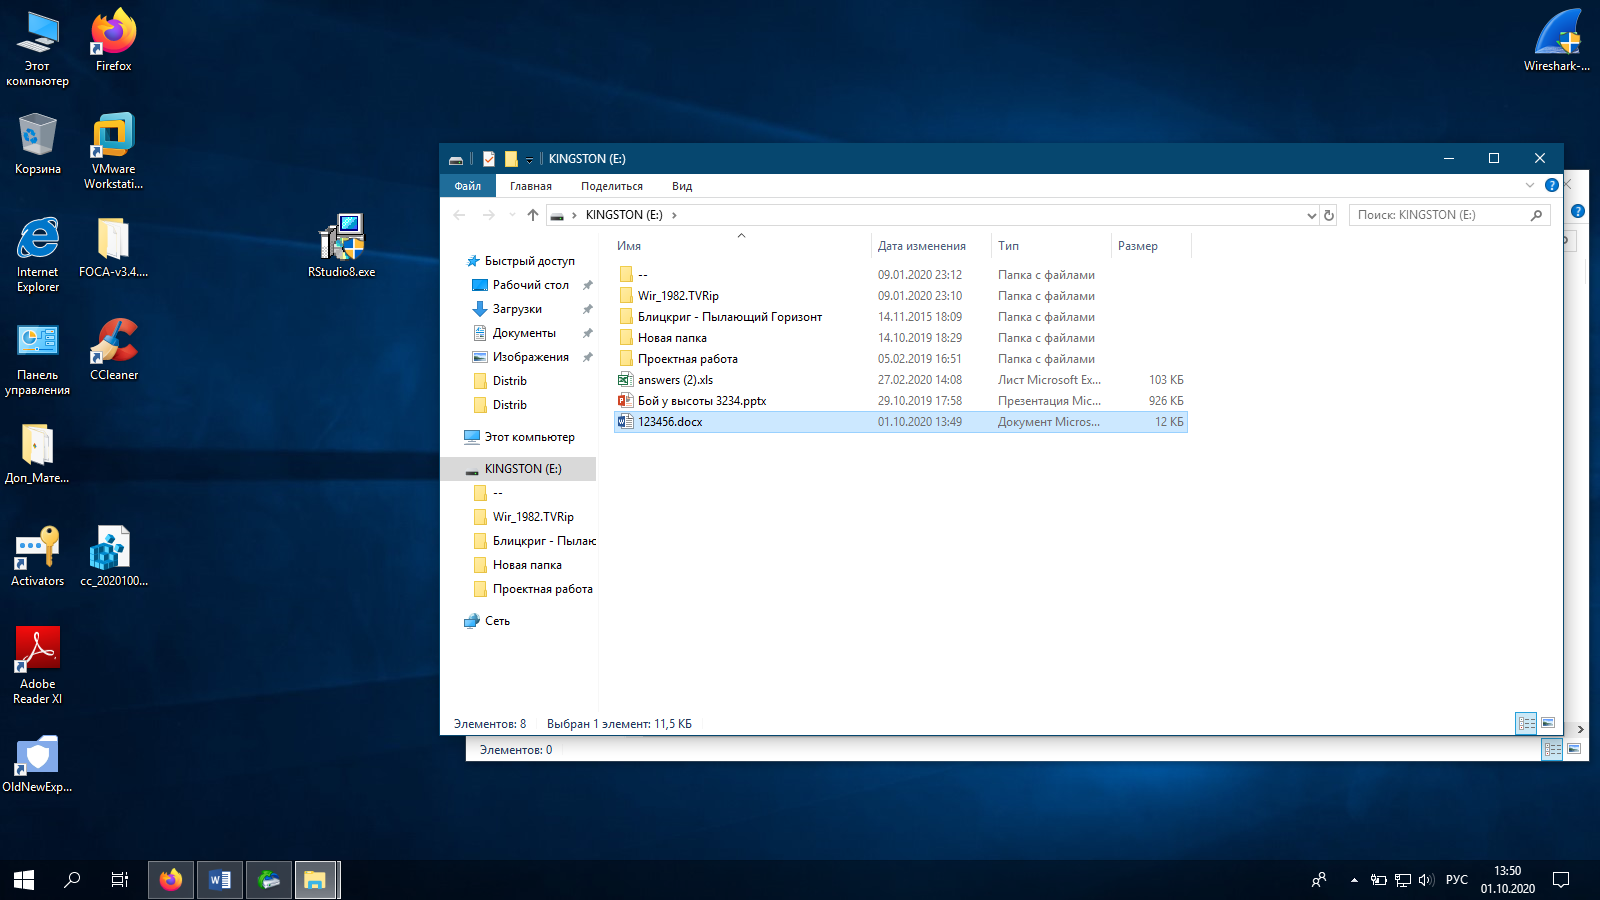 Этот
компьютер
Firefox
Wireshark-...
Корзина
VMware
Workstati...
Internet
Explorer
FOCA-v3.4....
RStudio8.exe
Панель
управления
CCleaner
Доп_Мате...
Activators
cc_2020100...
Adobe
Reader XI
OldNewExp...
KINGSTON (E:)
Файл
Главная
Поделиться
Вид
KINGSTON (E:)
Поиск: KINGSTON (E:)
Быстрый доступ
Рабочий стол
Загрузки
Документы
Изображения
Distrib
Distrib
Этот компьютер
KINGSTON (E:)
--
Wir_1982.TVRip
Блицкриг - Пылаю
Новая папка
Проектная работа
Сеть
Имя Дата изменения Тип Размер
-- 09.01.2020 23:12 Папка с файлами
Wir_1982.TVRip 09.01.2020 23:10 Папка с файлами
Блицкриг - Пылающий Горизонт 14.11.2015 18:09 Папка с файлами
Новая папка 14.10.2019 18:29 Папка с файлами
Проектная работа 05.02.2019 16:51 Папка с файлами
answers (2).xls 27.02.2020 14:08 Лист Microsoft Ex... 103 КБ
Бой у высоты 3234.pptx 29.10.2019 17:58 Презентация Mic... 926 КБ
123456.docx 01.10.2020 13:49 Документ Micros... 12 КБ
Элементов: 8 Выбран 1 элемент: 11,5 КБ
Элементов: 0
РУС
13:50
01.10.2020